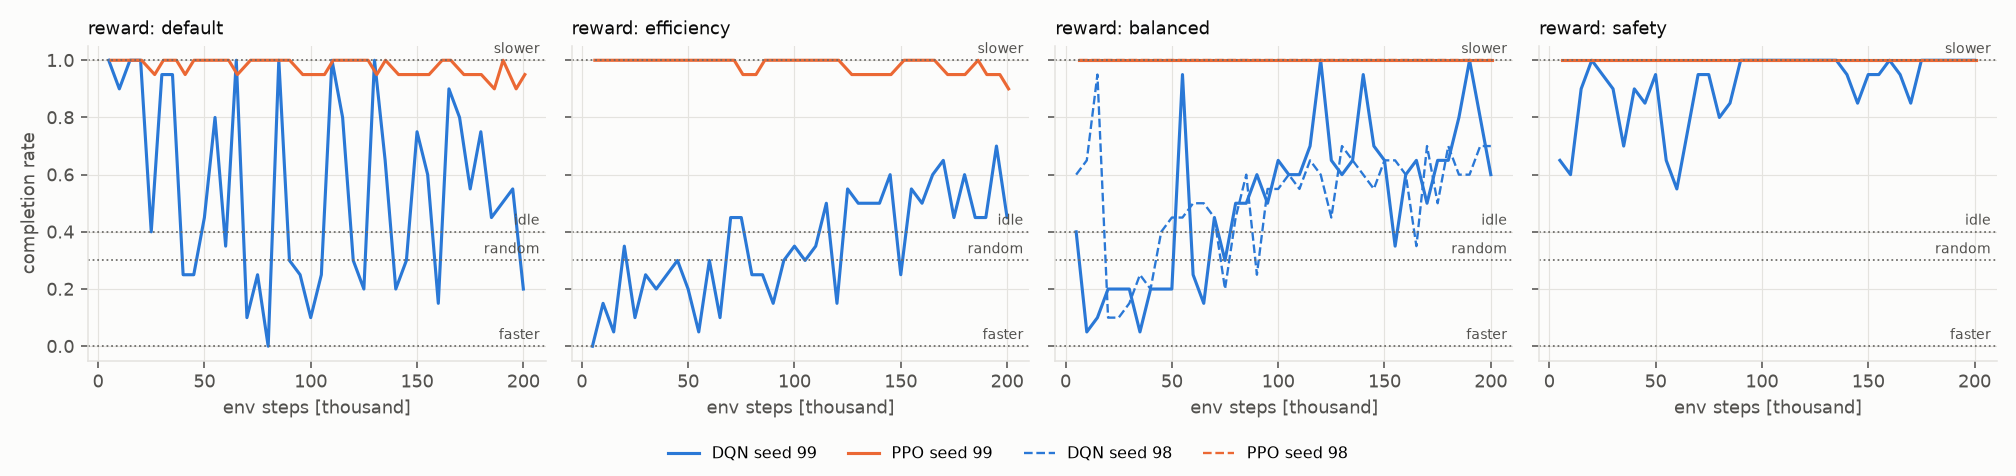 reward: default
reward: efficiency
reward: balanced
reward: safety
completion rate
1.0
0.8
0.6
0.4
0.2
0.0
slower
idle
random
faster
slower
idle
random
faster
slower
idle
random
faster
slower
idle
random
faster
0 50 100 150 200
0 50 100 150 200
0 50 100 150 200
0 50 100 150 200
env steps [thousand]
env steps [thousand]
env steps [thousand]
env steps [thousand]
DQN seed 99 PPO seed 99 DQN seed 98 PPO seed 98